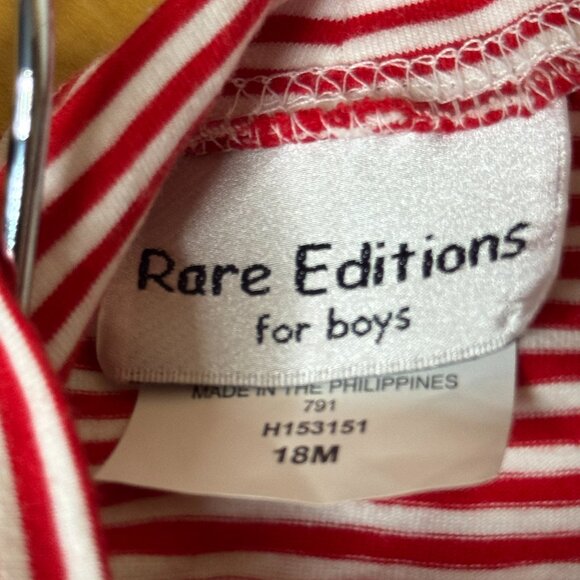 Rare Editions
for boys
MADE IN THE PHILIPPINES
791
H153151
18M